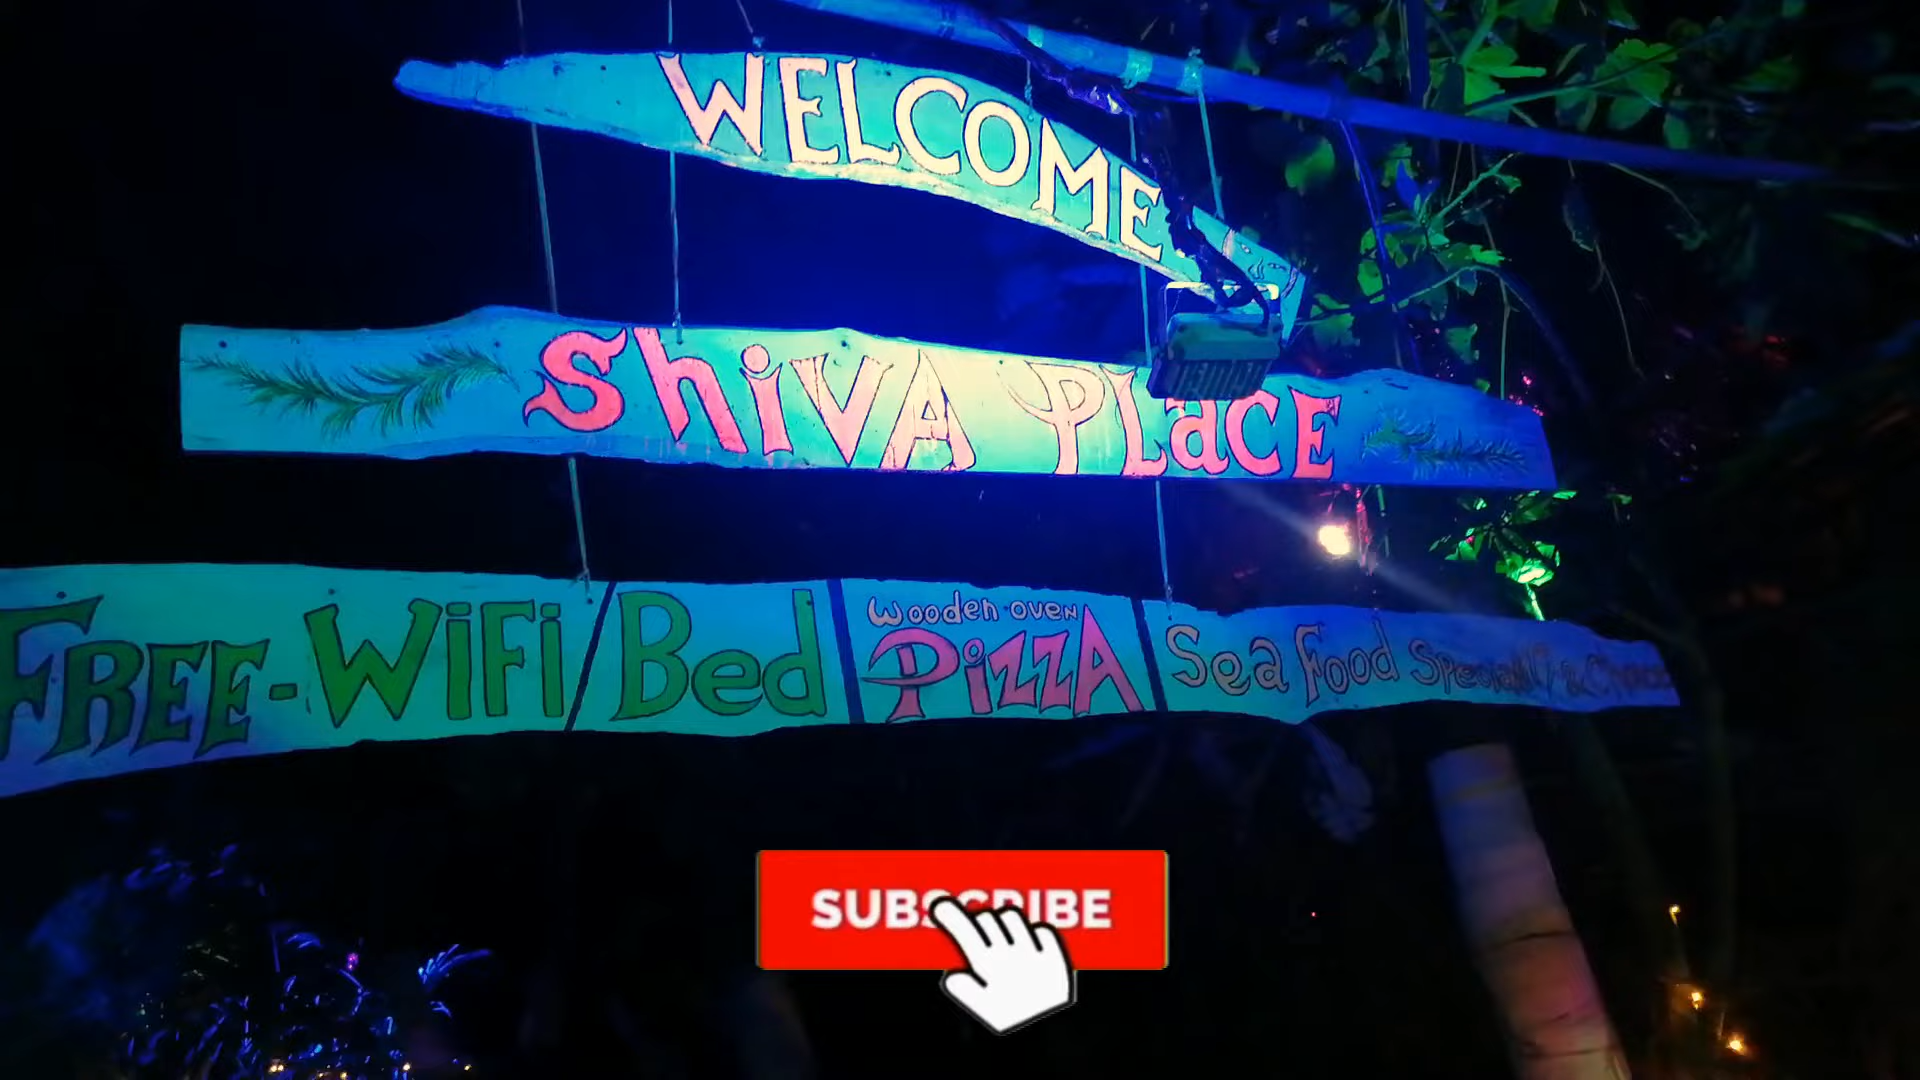 WELCOME
ShiVA PLaCE
FREE-WiFi Bed Wooden oven PiZZA Sea Food
SUBSCRIBE